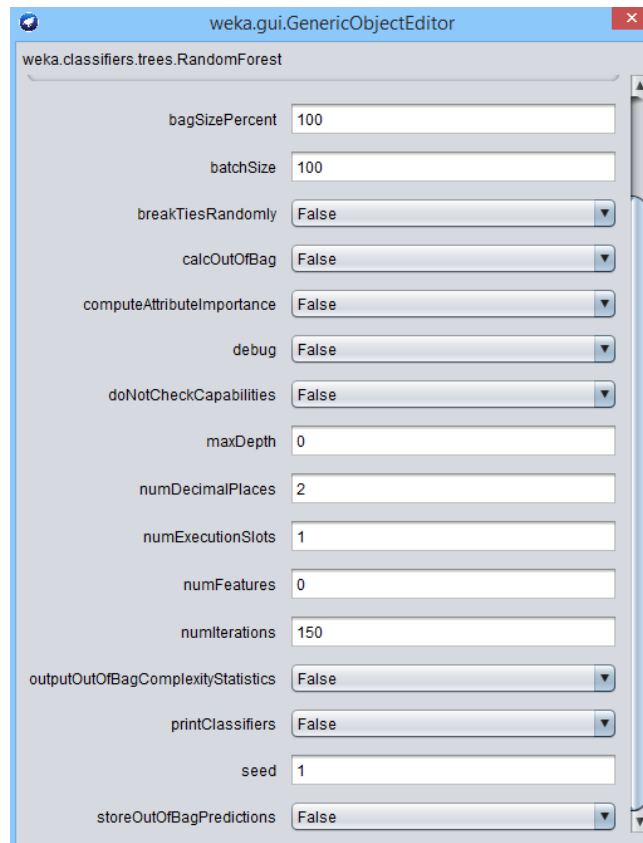 weka.gui.GenericObjectEditor
weka.classifiers.trees.RandomForest
bagSizePercent 100
batchSize 100
breakTiesRandomly False
calcOutOfBag False
computeAttributeImportance False
debug False
doNotCheckCapabilities False
maxDepth 0
numDecimalPlaces 2
numExecutionSlots 1
numFeatures 0
numIterations 150
outputOutOfBagComplexityStatistics False
printClassifiers False
seed 1
storeOutOfBagPredictions False